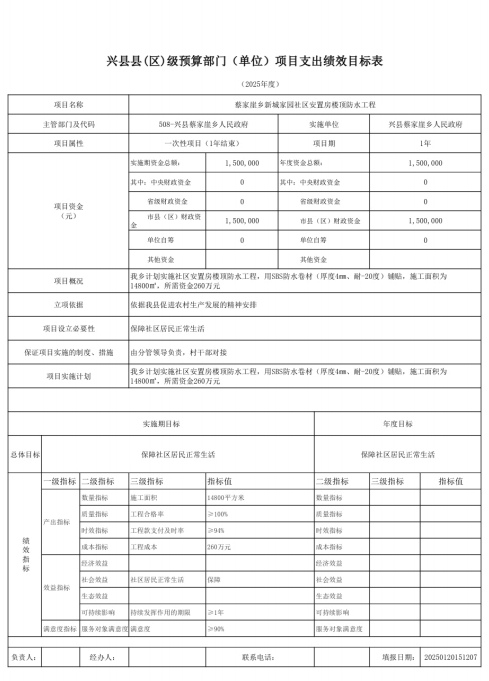 兴县县(区)级预算部门（单位）项目支出绩效目标表
（2025年度）
项目名称 蔡家崖乡新城家园社区安置房楼顶防水工程
主管部门及代码 508-兴县蔡家崖乡人民政府 实施单位 兴县蔡家崖乡人民政府
项目属性 一次性项目（1年结束） 项目期 1年
项目资金（元）
实施期资金总额： 1,500,000 年度资金总额： 1,500,000
其中：中央财政资金 0 其中：中央财政资金 0
省级财政资金 0 省级财政资金 0
市县（区）财政资金 1,500,000 市县（区）财政资金 1,500,000
单位自筹 0 单位自筹 0
其他资金 其他资金
项目概况 我乡计划实施社区安置房楼顶防水工程，用SBS防水卷材（厚度4mm、耐-20度）铺贴，施工面积为
14800㎡，所需资金260万元
立项依据 依据我县促进农村生产发展的精神安排
项目设立必要性 保障社区居民正常生活
保证项目实施的制度、措施 由分管领导负责，村干部对接
项目实施计划 我乡计划实施社区安置房楼顶防水工程，用SBS防水卷材（厚度4mm、耐-20度）铺贴，施工面积为
14800㎡，所需资金260万元
实施期目标 年度目标
总体目标 保障社区居民正常生活 保障社区居民正常生活
绩效指标
一级指标 二级指标 三级指标 指标值 二级指标 三级指标 指标值
产出指标
数量指标 施工面积 14800平方米 数量指标
质量指标 工程合格率 ≥100% 质量指标
时效指标 工程款支付及时率 ≥94% 时效指标
成本指标 工程成本 260万元 成本指标
效益指标
经济效益 经济效益
社会效益 社区居民正常生活 保障 社会效益
生态效益 生态效益
可持续影响 持续发挥作用的期限 ≥1年 可持续影响
满意度指标 服务对象满意度 满意度 ≥90% 服务对象满意度
负责人： 经办人： 联系电话： 填报日期： 20250120151207